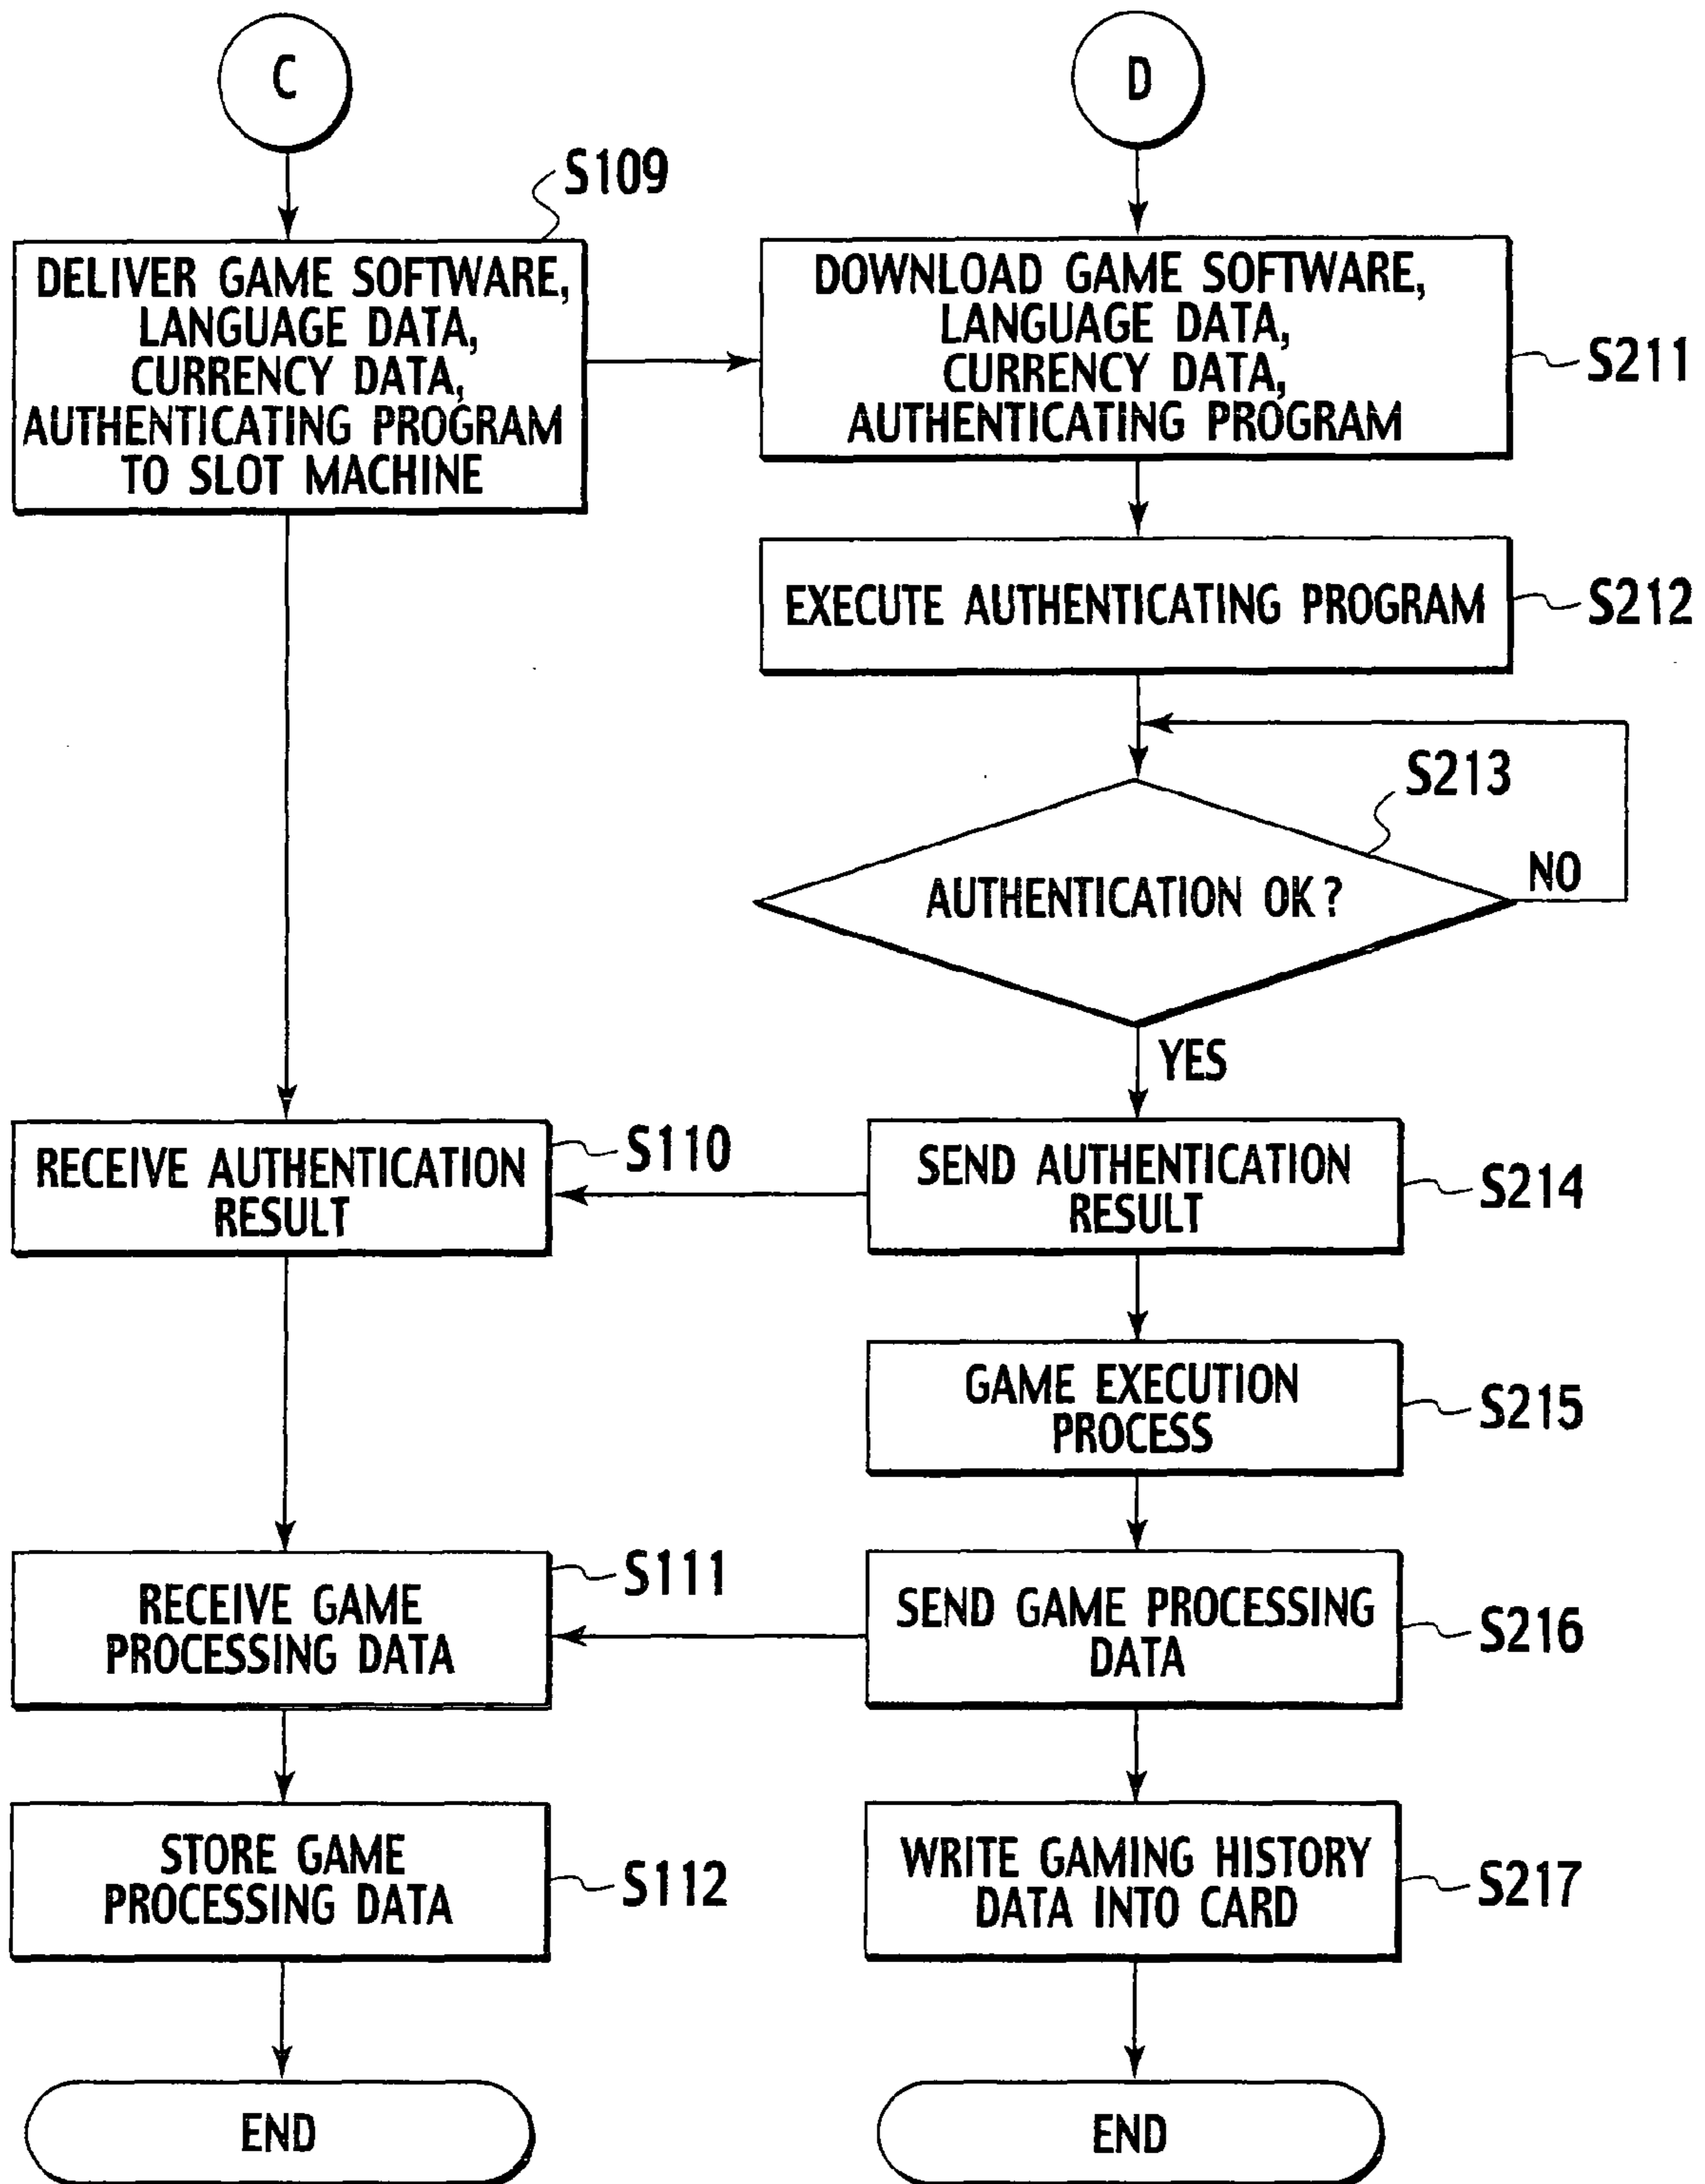 C
D
S109
DELIVER GAME SOFTWARE,
LANGUAGE DATA,
CURRENCY DATA,
AUTHENTICATING PROGRAM
TO SLOT MACHINE
DOWNLOAD GAME SOFTWARE,
LANGUAGE DATA,
CURRENCY DATA,
AUTHENTICATING PROGRAM
S211
EXECUTE AUTHENTICATING PROGRAM
S212
S213
AUTHENTICATION OK?
NO
YES
RECEIVE AUTHENTICATION
RESULT
S110
SEND AUTHENTICATION
RESULT
S214
GAME EXECUTION
PROCESS
S215
RECEIVE GAME
PROCESSING DATA
S111
SEND GAME PROCESSING
DATA
S216
STORE GAME
PROCESSING DATA
S112
WRITE GAMING HISTORY
DATA INTO CARD
S217
END
END